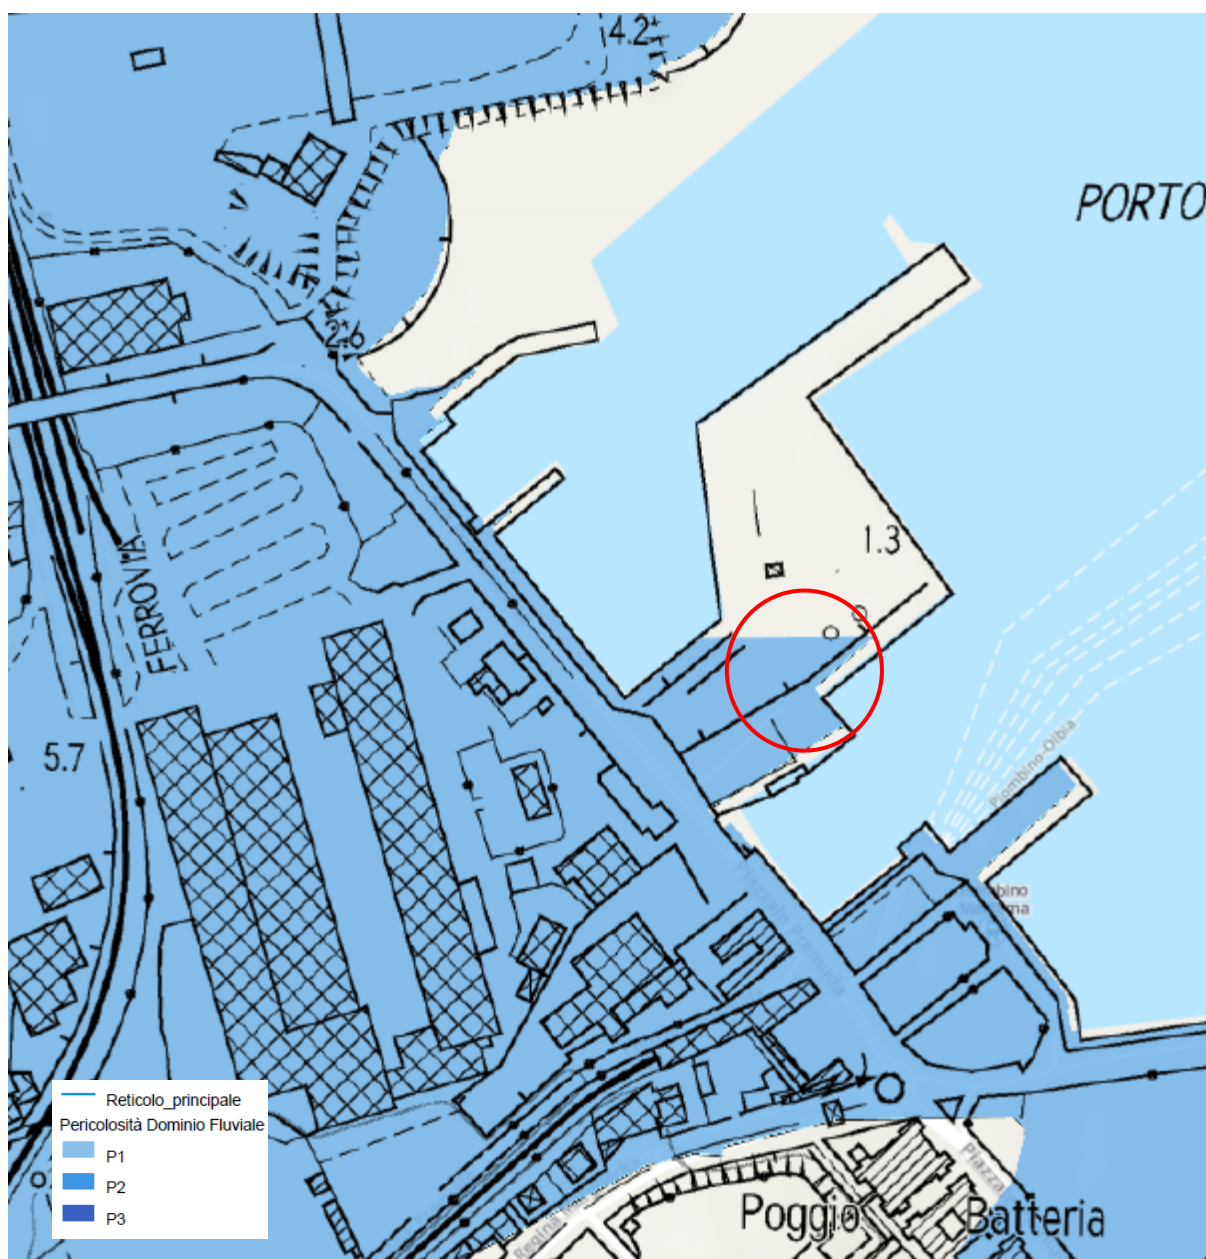 4.2
PORTO
2.6
1.3
FERROVIA
5.7
Piombino-Olbia
Piazzale Premuda
Piazza
Regina
Poggio Batteria
Reticolo_principale
Pericolosità Dominio Fluviale
P1
P2
P3